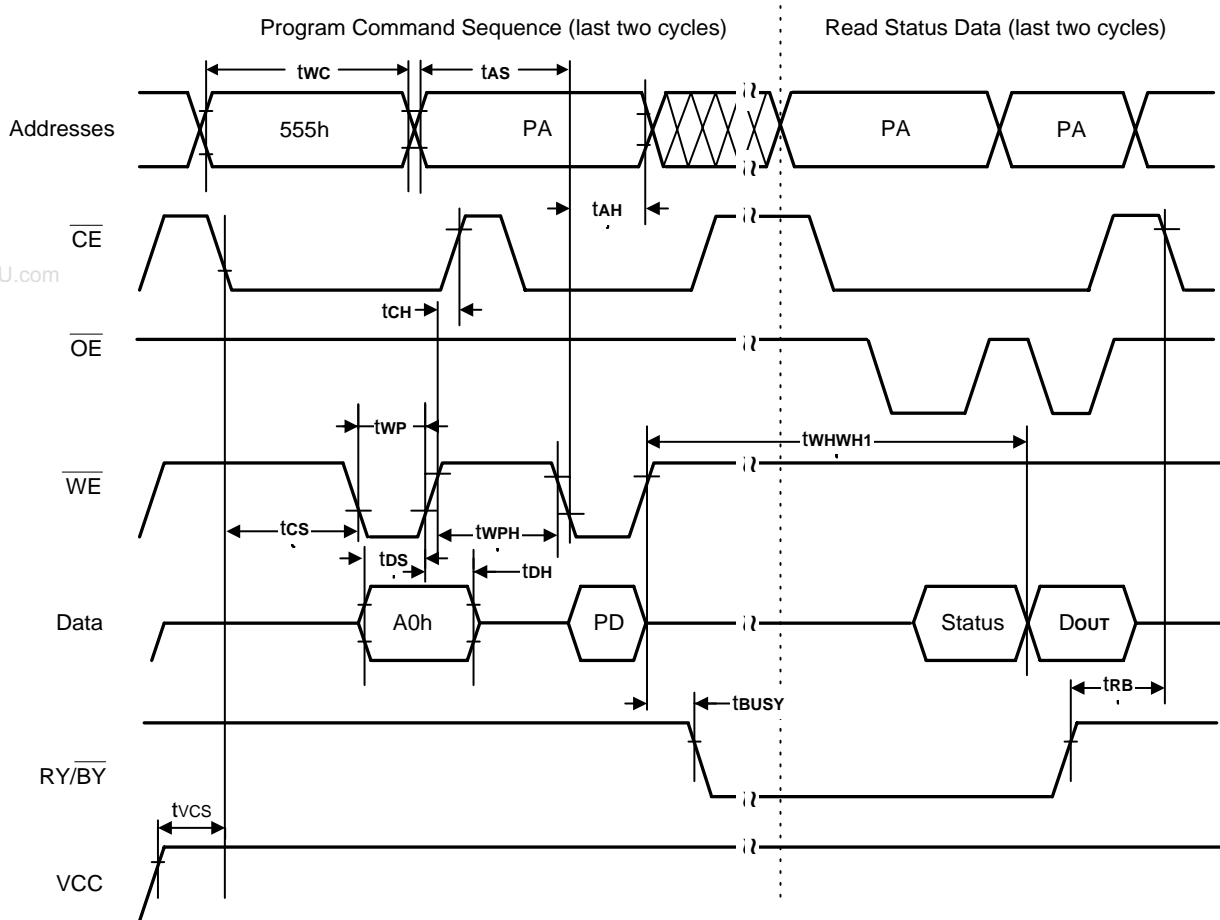 Program Command Sequence (last two cycles)
Read Status Data (last two cycles)
tWC
tAS
Addresses
555h
PA
PA
PA
tAH
CE
U.com
tCH
OE
tWP
tWHWH1
WE
tCS
tWPH
tDS
tDH
Data
A0h
PD
Status
DOUT
tRB
tBUSY
RY/BY
tVCS
VCC